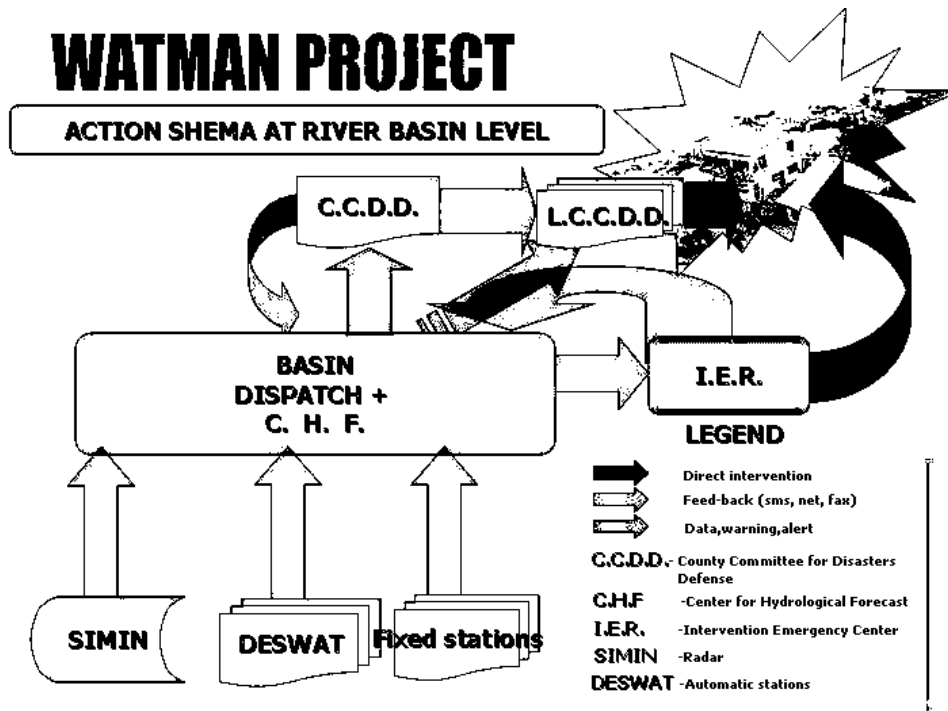 WATMAN PROJECT
ACTION SHEMA AT RIVER BASIN LEVEL
C.C.D.D.
L.C.C.D.D.
BASIN
DISPATCH +
C. H. F.
I.E.R.
SIMIN
DESWAT
Fixed stations
LEGEND
Direct intervention
Feed-back (sms, net, fax)
Data,warning,alert
C.C.D.D.- County Committee for Disasters
Defense
C.H.F -Center for Hydrological Forecast
I.E.R. -Intervention Emergency Center
SIMIN -Radar
DESWAT -Automatic stations